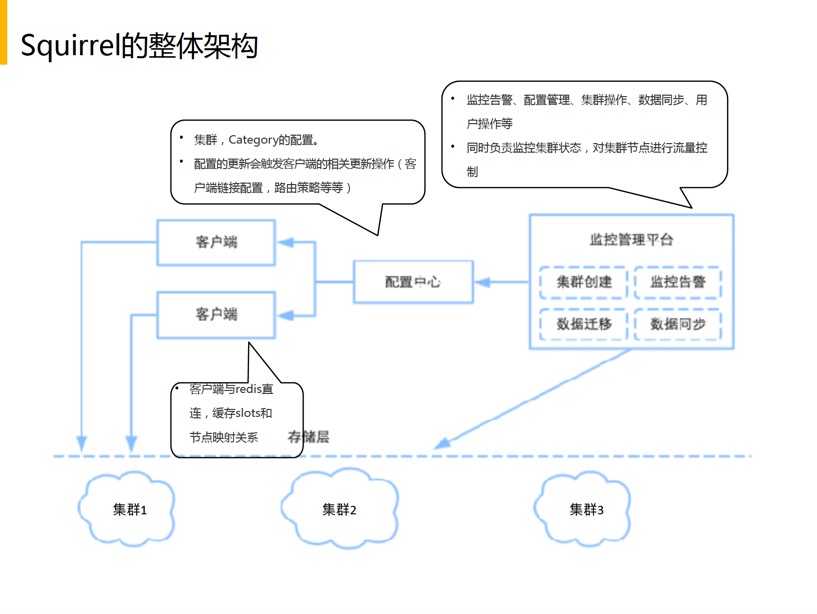 Squirrel的整体架构
• 监控告警、配置管理、集群操作、数据同步、用
户操作等
• 同时负责监控集群状态，对集群节点进行流量控
制
• 集群，Category的配置。
• 配置的更新会触发客户端的相关更新操作（客
户端链接配置，路由策略等等）
客户端
监控管理平台
配置中心
集群创建
监控告警
客户端
数据迁移
数据同步
• 客户端与redis直
连，缓存slots和
节点映射关系
存储层
集群1
集群2
集群3